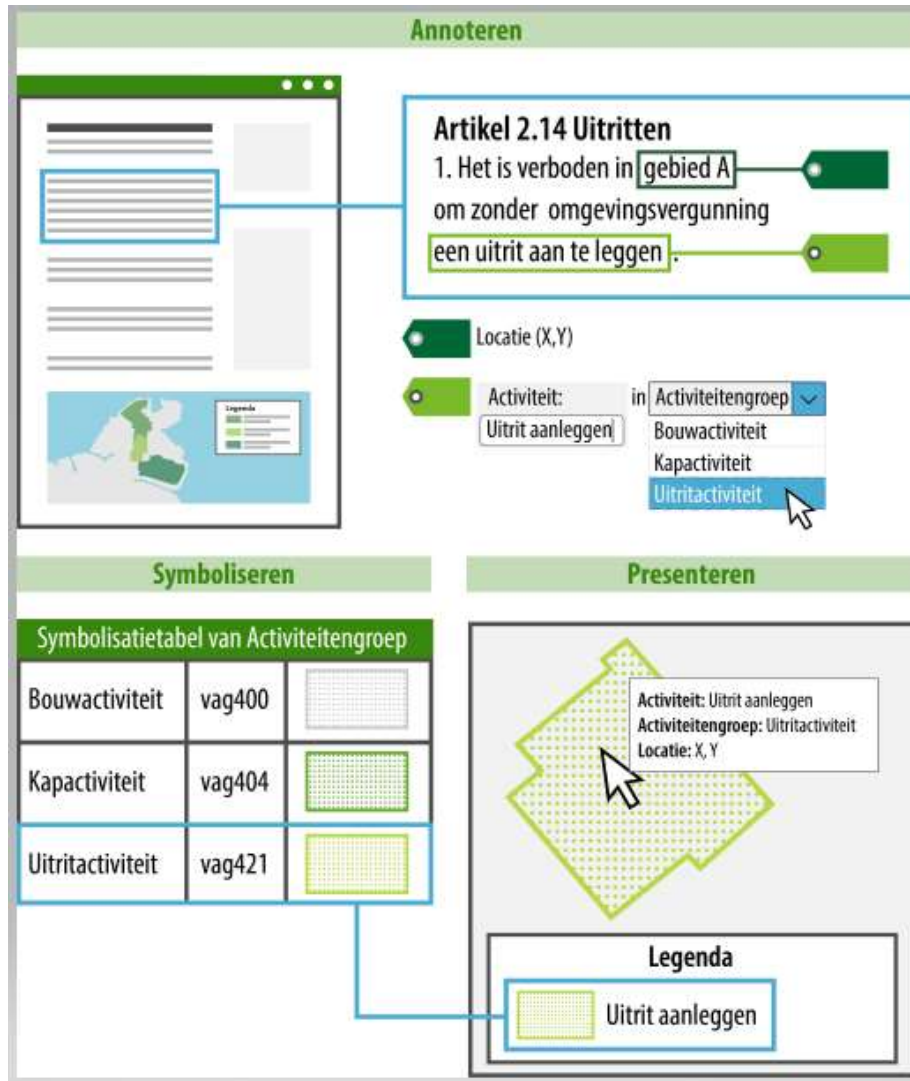 Annoteren
Legenda
Artikel 2.14 Uitritten
1. Het is verboden in gebied A
om zonder omgevingsvergunning
een uitrit aan te leggen .
Locatie (X,Y)
Activiteit: in Activiteitengroep
Uitrit aanleggen
Bouwactiviteit
Kapactiviteit
Uitritactiviteit
Symboliseren
Symbolisatietabel van Activiteitengroep
Bouwactiviteit vag400
Kapactiviteit vag404
Uitritactiviteit vag421
Presenteren
Activiteit: Uitrit aanleggen
Activiteitengroep: Uitritactiviteit
Locatie: X, Y
Legenda
Uitrit aanleggen